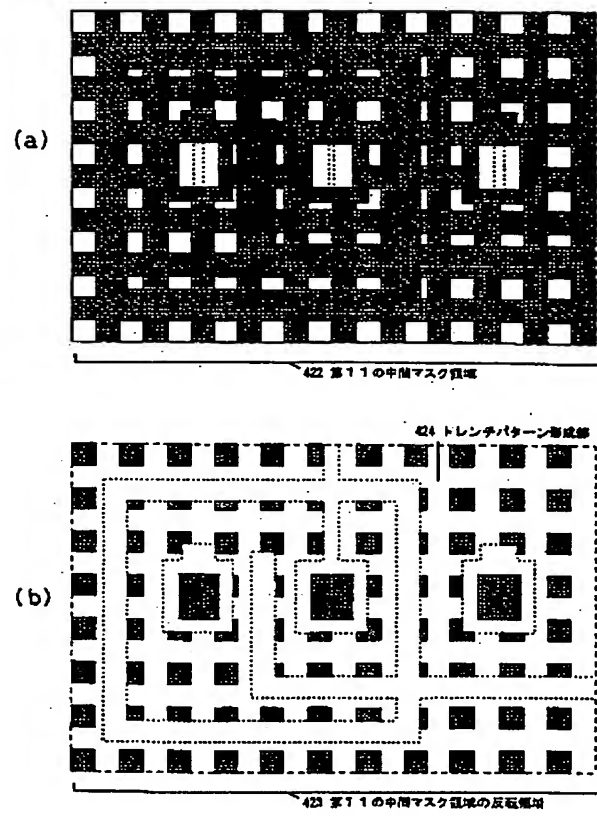 (a)
422 第11の中間マスク領域
424 トレンチパターン形成部
(b)
423 第11の中間マスク領域の反転領域